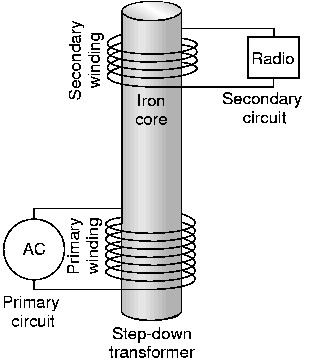 Secondary
winding
Radio
Iron
core
Secondary
circuit
AC
Primary
winding
Primary
circuit
Step-down
transformer